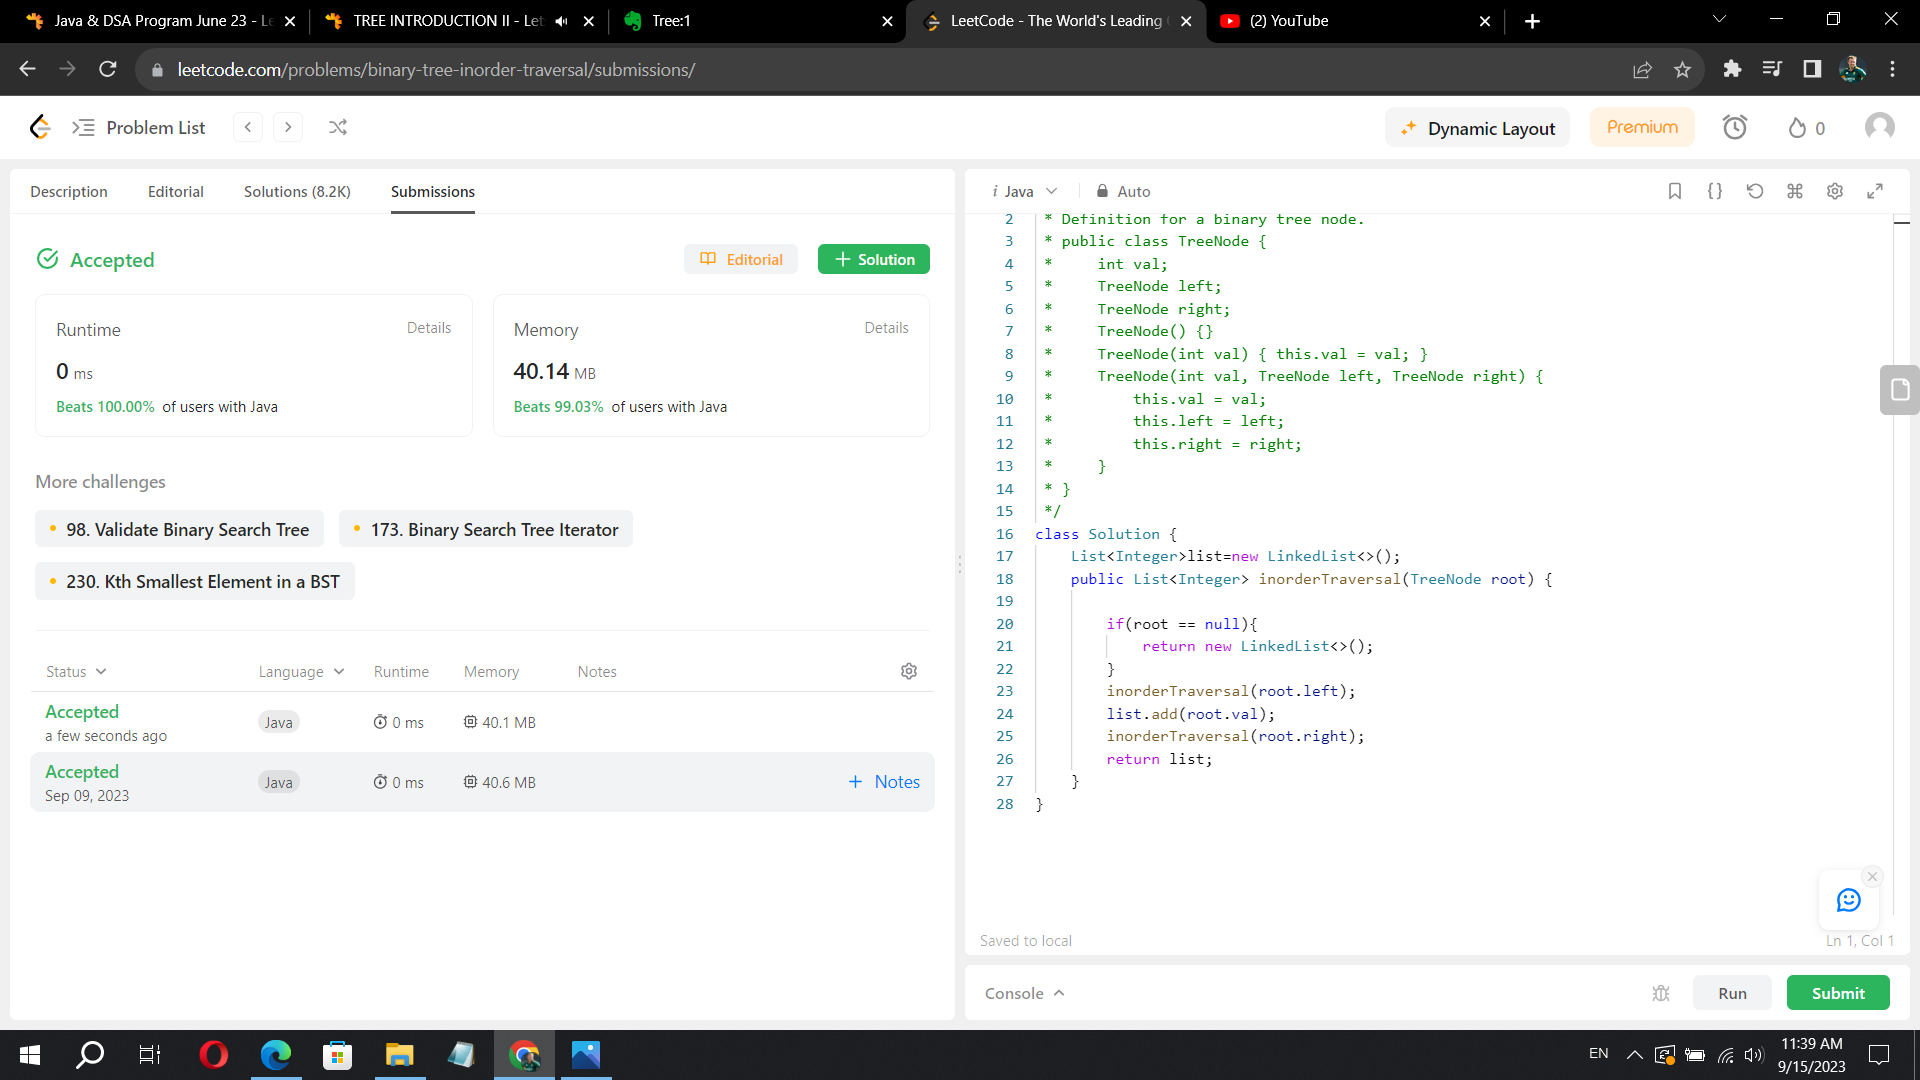 Java & DSA Program June 23 - Le
TREE INTRODUCTION II - Let
Tree:1
LeetCode - The World's Leading
(2) YouTube
leetcode.com/problems/binary-tree-inorder-traversal/submissions/
Problem List
Dynamic Layout
Premium
0
Description
Editorial
Solutions (8.2K)
Submissions
Accepted
Editorial
+ Solution
Runtime
Details
0 ms
Beats 100.00% of users with Java
Memory
Details
40.14 MB
Beats 99.03% of users with Java
More challenges
98. Validate Binary Search Tree
173. Binary Search Tree Iterator
230. Kth Smallest Element in a BST
Status
Language
Runtime
Memory
Notes
Accepted
a few seconds ago
Java
0 ms
40.1 MB
Accepted
Sep 09, 2023
Java
0 ms
40.6 MB
+ Notes
i Java
Auto
2 * Definition for a binary tree node.
3 * public class TreeNode {
4 *     int val;
5 *     TreeNode left;
6 *     TreeNode right;
7 *     TreeNode() {}
8 *     TreeNode(int val) { this.val = val; }
9 *     TreeNode(int val, TreeNode left, TreeNode right) {
10 *         this.val = val;
11 *         this.left = left;
12 *         this.right = right;
13 *     }
14 * }
15 */
16 class Solution {
17     List<Integer>list=new LinkedList<>();
18     public List<Integer> inorderTraversal(TreeNode root) {
19
20         if(root == null){
21             return new LinkedList<>();
22         }
23         inorderTraversal(root.left);
24         list.add(root.val);
25         inorderTraversal(root.right);
26         return list;
27     }
28 }
Saved to local
Ln 1, Col 1
Console
Run
Submit
EN
11:39 AM
9/15/2023